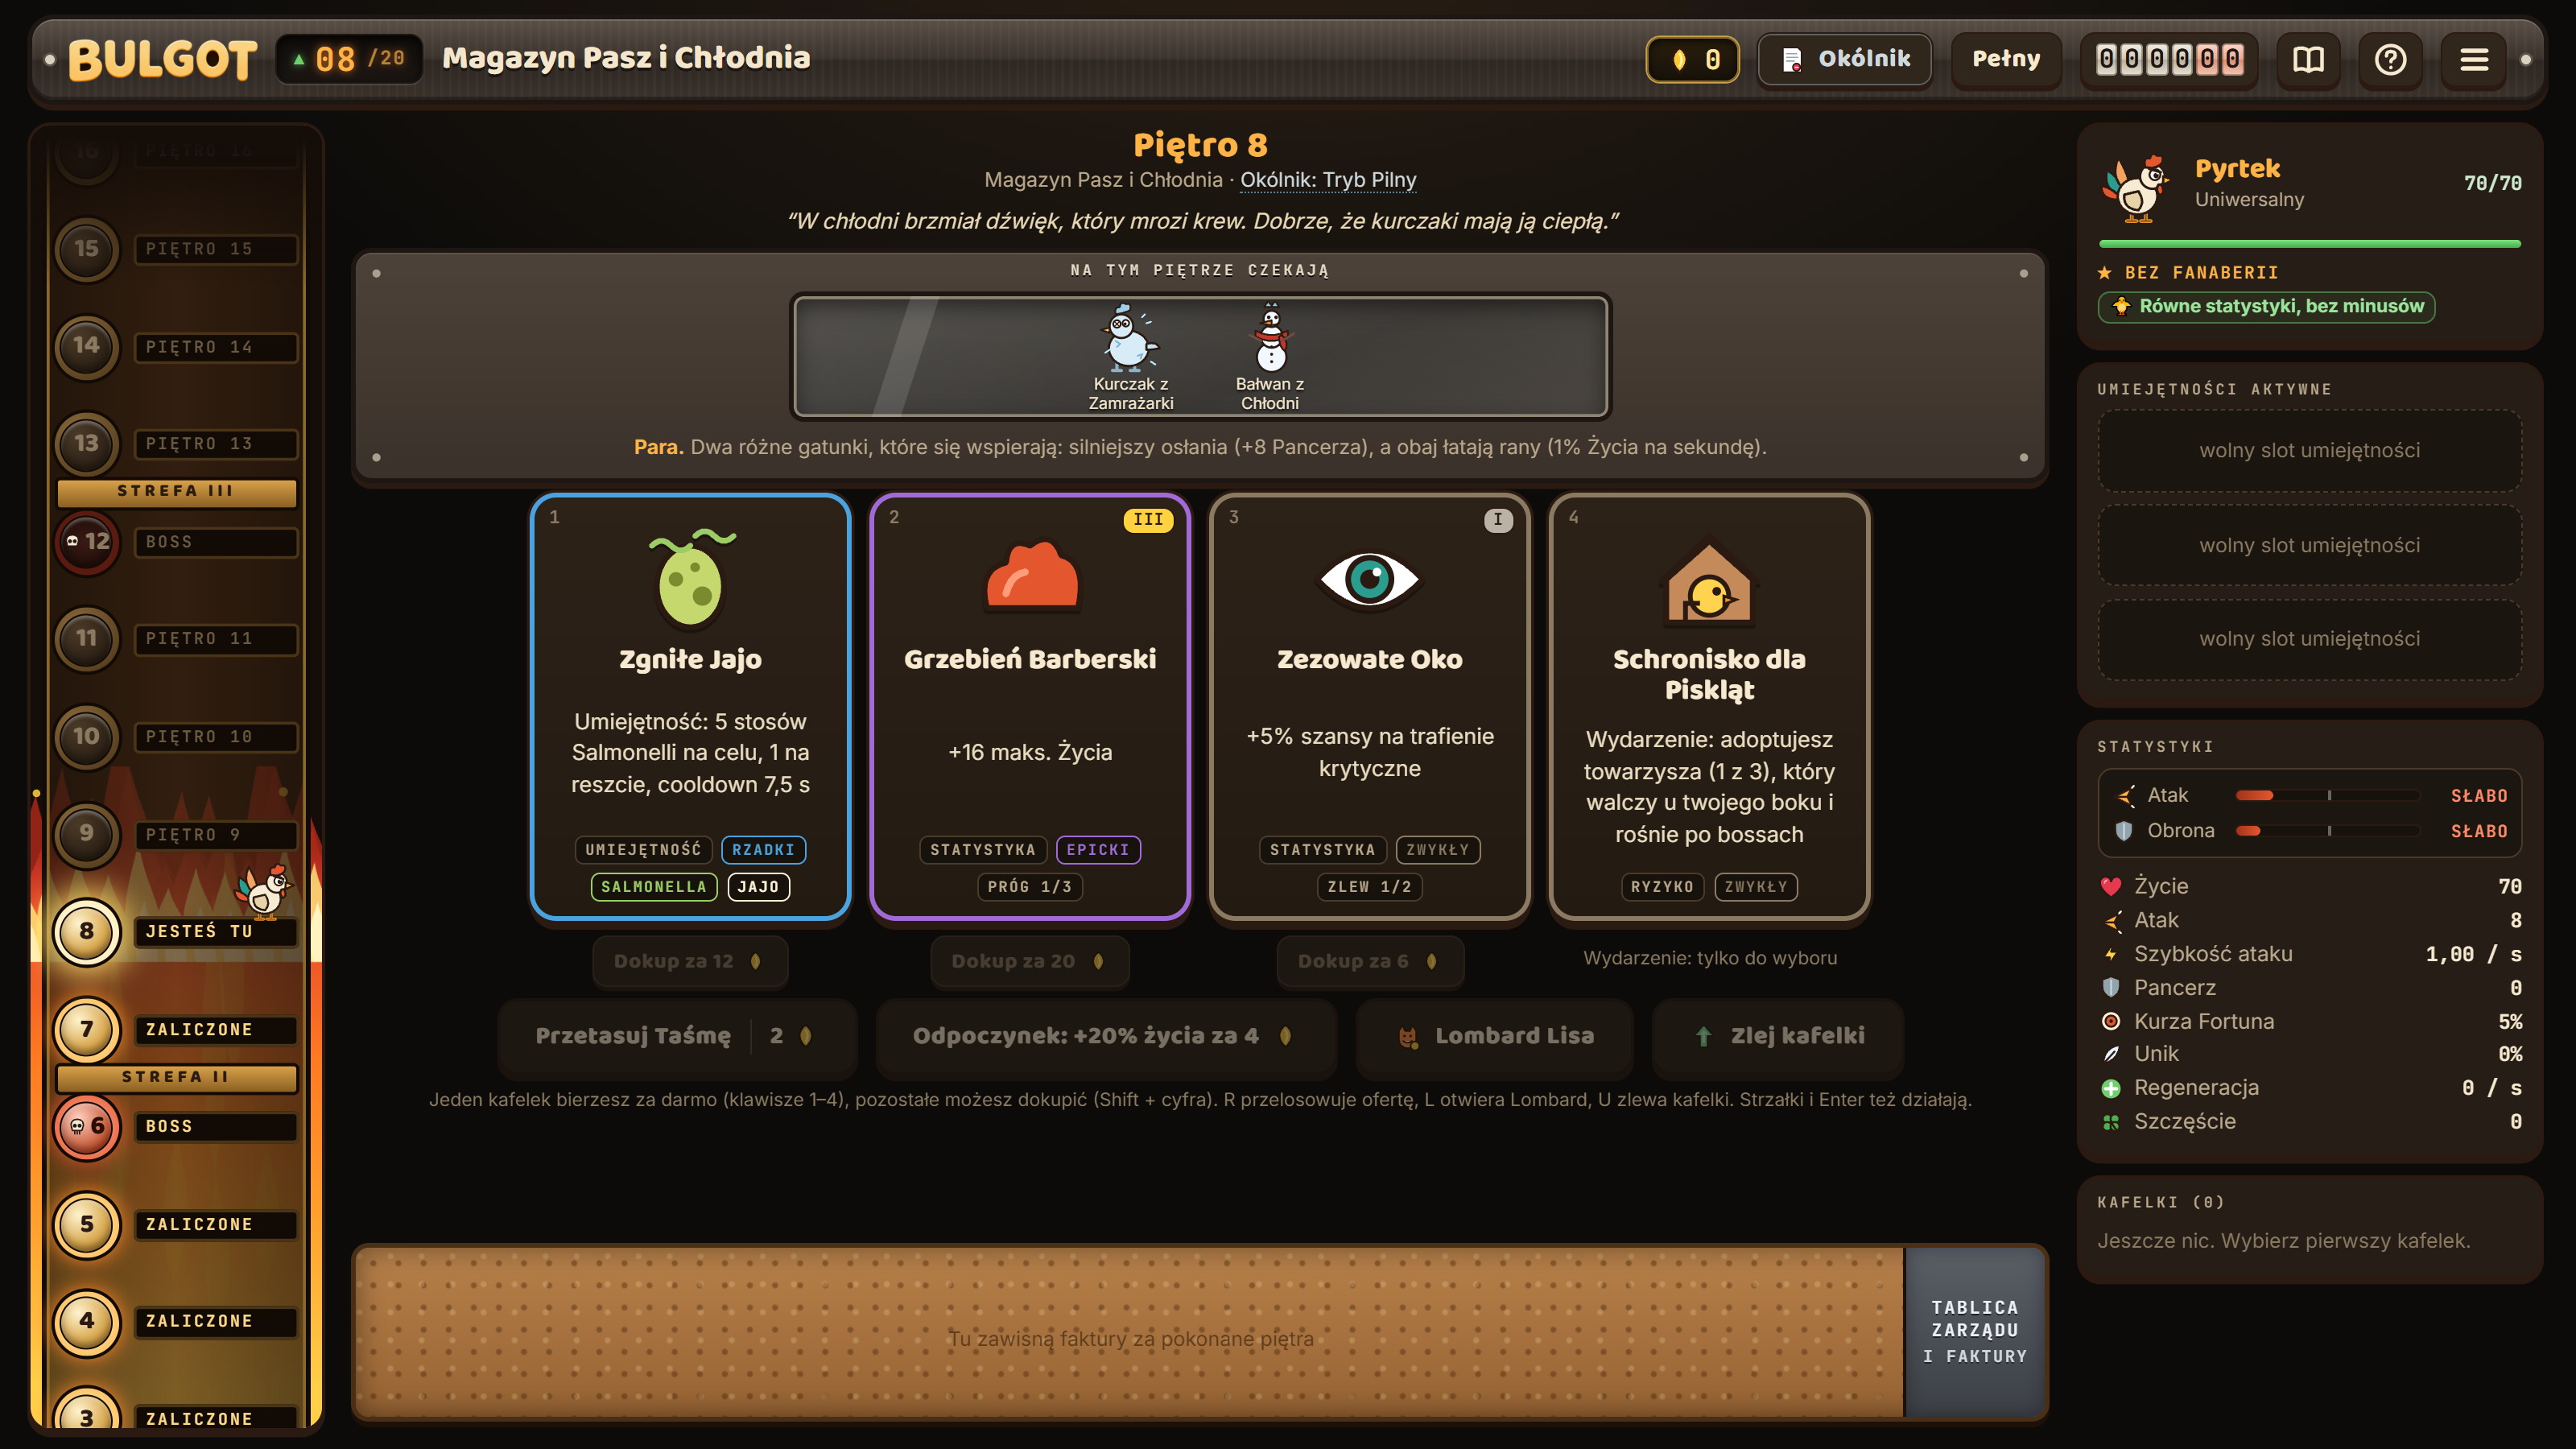 BULGOT
08 /20
Magazyn Pasz i Chłodnia
0
Okólnik
Pełny
000000
PIĘTRO 16
16
15 PIĘTRO 15
14 PIĘTRO 14
13 PIĘTRO 13
STREFA III
12 BOSS
11 PIĘTRO 11
10 PIĘTRO 10
9 PIĘTRO 9
8 JESTEŚ TU
7 ZALICZONE
STREFA II
6 BOSS
5 ZALICZONE
4 ZALICZONE
3 ZALICZONE
Piętro 8
Magazyn Pasz i Chłodnia · Okólnik: Tryb Pilny
“W chłodni brzmiał dźwięk, który mrozi krew. Dobrze, że kurczaki mają ją ciepłą.”
NA TYM PIĘTRZE CZEKAJĄ
Kurczak z
Zamrażarki
Bałwan z
Chłodni
Para. Dwa różne gatunki, które się wspierają: silniejszy osłania (+8 Pancerza), a obaj łatają rany (1% Życia na sekundę).
1
Zgniłe Jajo
Umiejętność: 5 stosów
Salmonelli na celu, 1 na
reszcie, cooldown 7,5 s
UMIEJĘTNOŚĆ RZADKI
SALMONELLA JAJO
Dokup za 12
2 III
Grzebień Barberski
+16 maks. Życia
STATYSTYKA EPICKI
PRÓG 1/3
Dokup za 20
3 I
Zezowate Oko
+5% szansy na trafienie
krytyczne
STATYSTYKA ZWYKŁY
ZLEW 1/2
Dokup za 6
4
Schronisko dla
Piskląt
Wydarzenie: adoptujesz
towarzysza (1 z 3), który
walczy u twojego boku i
rośnie po bossach
RYZYKO ZWYKŁY
Wydarzenie: tylko do wyboru
Przetasuj Taśmę 2
Odpoczynek: +20% życia za 4
Lombard Lisa
Zlej kafelki
Jeden kafelek bierzesz za darmo (klawisze 1–4), pozostałe możesz dokupić (Shift + cyfra). R przelosowuje ofertę, L otwiera Lombard, U zlewa kafelki. Strzałki i Enter też działają.
Tu zawisną faktury za pokonane piętra
TABLICA
ZARZĄDU
I FAKTURY
Pyrtek
Uniwersalny
70/70
★ BEZ FANABERII
Równe statystyki, bez minusów
UMIEJĘTNOŚCI AKTYWNE
wolny slot umiejętności
wolny slot umiejętności
wolny slot umiejętności
STATYSTYKI
Atak SŁABO
Obrona SŁABO
Życie 70
Atak 8
Szybkość ataku 1,00 / s
Pancerz 0
Kurza Fortuna 5%
Unik 0%
Regeneracja 0 / s
Szczęście 0
KAFELKI (0)
Jeszcze nic. Wybierz pierwszy kafelek.